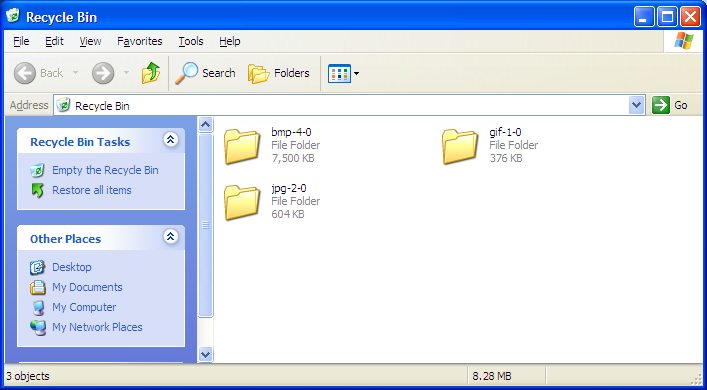 Recycle Bin
File Edit View Favorites Tools Help
Back Search Folders
Address Recycle Bin Go
Recycle Bin Tasks
Empty the Recycle Bin
Restore all items
Other Places
Desktop
My Documents
My Computer
My Network Places
bmp-4-0
File Folder
7,500 KB
gif-1-0
File Folder
376 KB
jpg-2-0
File Folder
604 KB
3 objects 8.28 MB